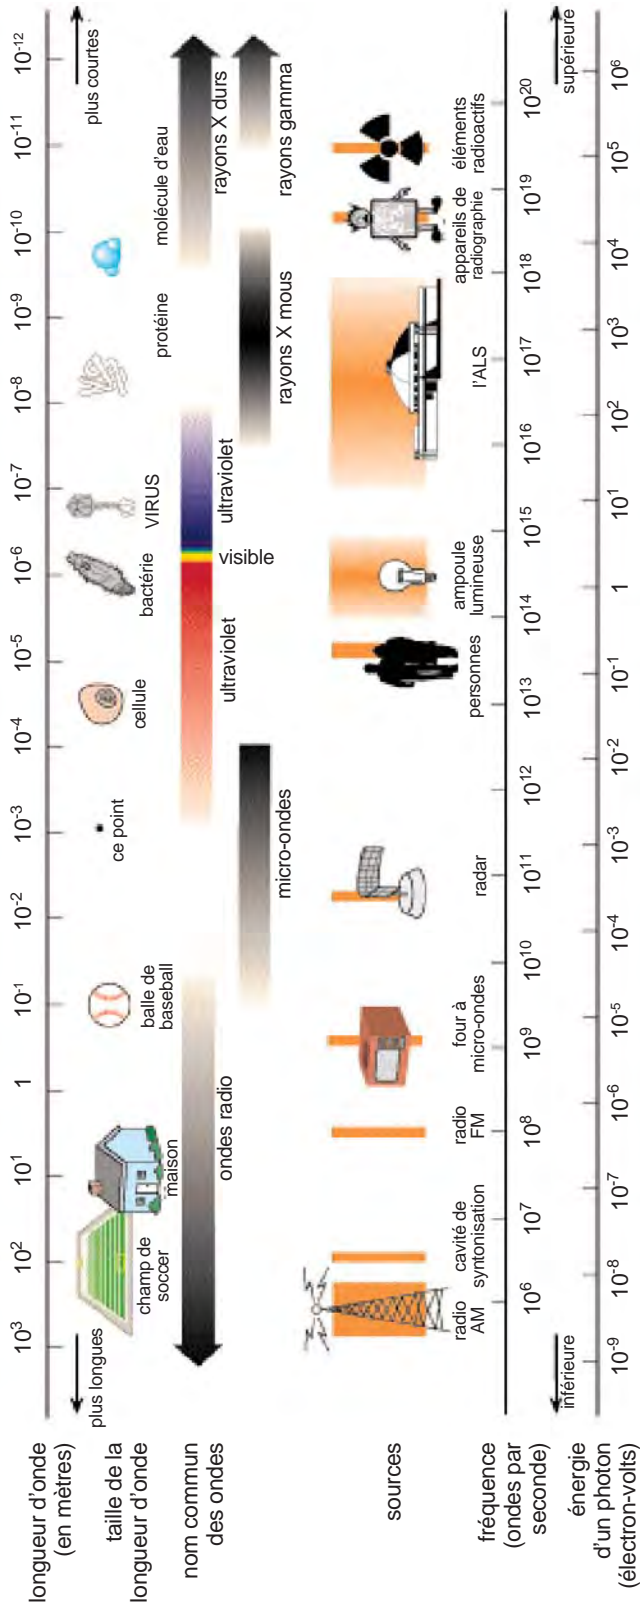 longueur d'onde
(en mètres)
10³
10²
10¹
1
10⁻¹
10⁻²
10⁻³
10⁻⁴
10⁻⁵
10⁻⁶
10⁻⁷
10⁻⁸
10⁻⁹
10⁻¹⁰
10⁻¹¹
10⁻¹²
taille de la
longueur d'onde
plus longues
champ de
soccer
maison
balle de
baseball
ce point
cellule
bactérie
VIRUS
protéine
molécule d'eau
plus courtes
nom commun
des ondes
ondes radio
micro-ondes
ultraviolet
visible
ultraviolet
rayons X mous
rayons X durs
rayons gamma
sources
radio
AM
cavité de
syntonisation
radio
FM
four à
micro-ondes
radar
personnes
ampoule
lumineuse
l'ALS
appareils de
radiographie
élements
radioactifs
fréquence
(ondes par
seconde)
10⁶
10⁷
10⁸
10⁹
10¹⁰
10¹¹
10¹²
10¹³
10¹⁴
10¹⁵
10¹⁶
10¹⁷
10¹⁸
10¹⁹
10²⁰
inférieure
supérieure
énergie
d'un photon
(électron-volts)
10⁻⁹
10⁻⁸
10⁻⁷
10⁻⁶
10⁻⁵
10⁻⁴
10⁻³
10⁻²
10⁻¹
1
10¹
10²
10³
10⁴
10⁵
10⁶